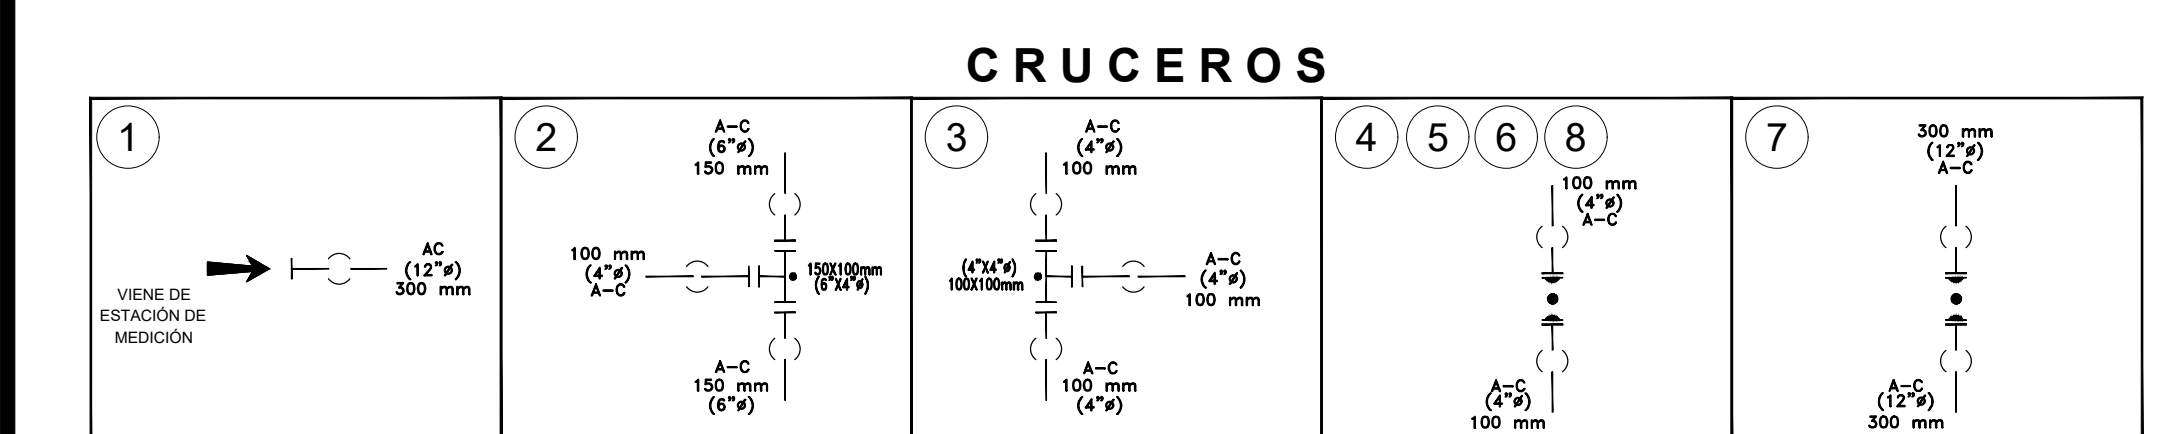 CRUCEROS
1
VIENE DE
ESTACIÓN DE
MEDICIÓN
AC
(12"ø)
300 mm
2
A-C
(6"ø)
150 mm
100 mm
(4"ø)
A-C
150X100mm
(6"X4"ø)
A-C
150 mm
(6"ø)
3
A-C
(4"ø)
100 mm
(4"X4"ø)
100X100mm
A-C
(4"ø)
100 mm
A-C
100 mm
(4"ø)
4 5 6 8
100 mm
(4"ø)
A-C
A-C
(4"ø)
100 mm
7
300 mm
(12"ø)
A-C
A-C
(12"ø)
300 mm